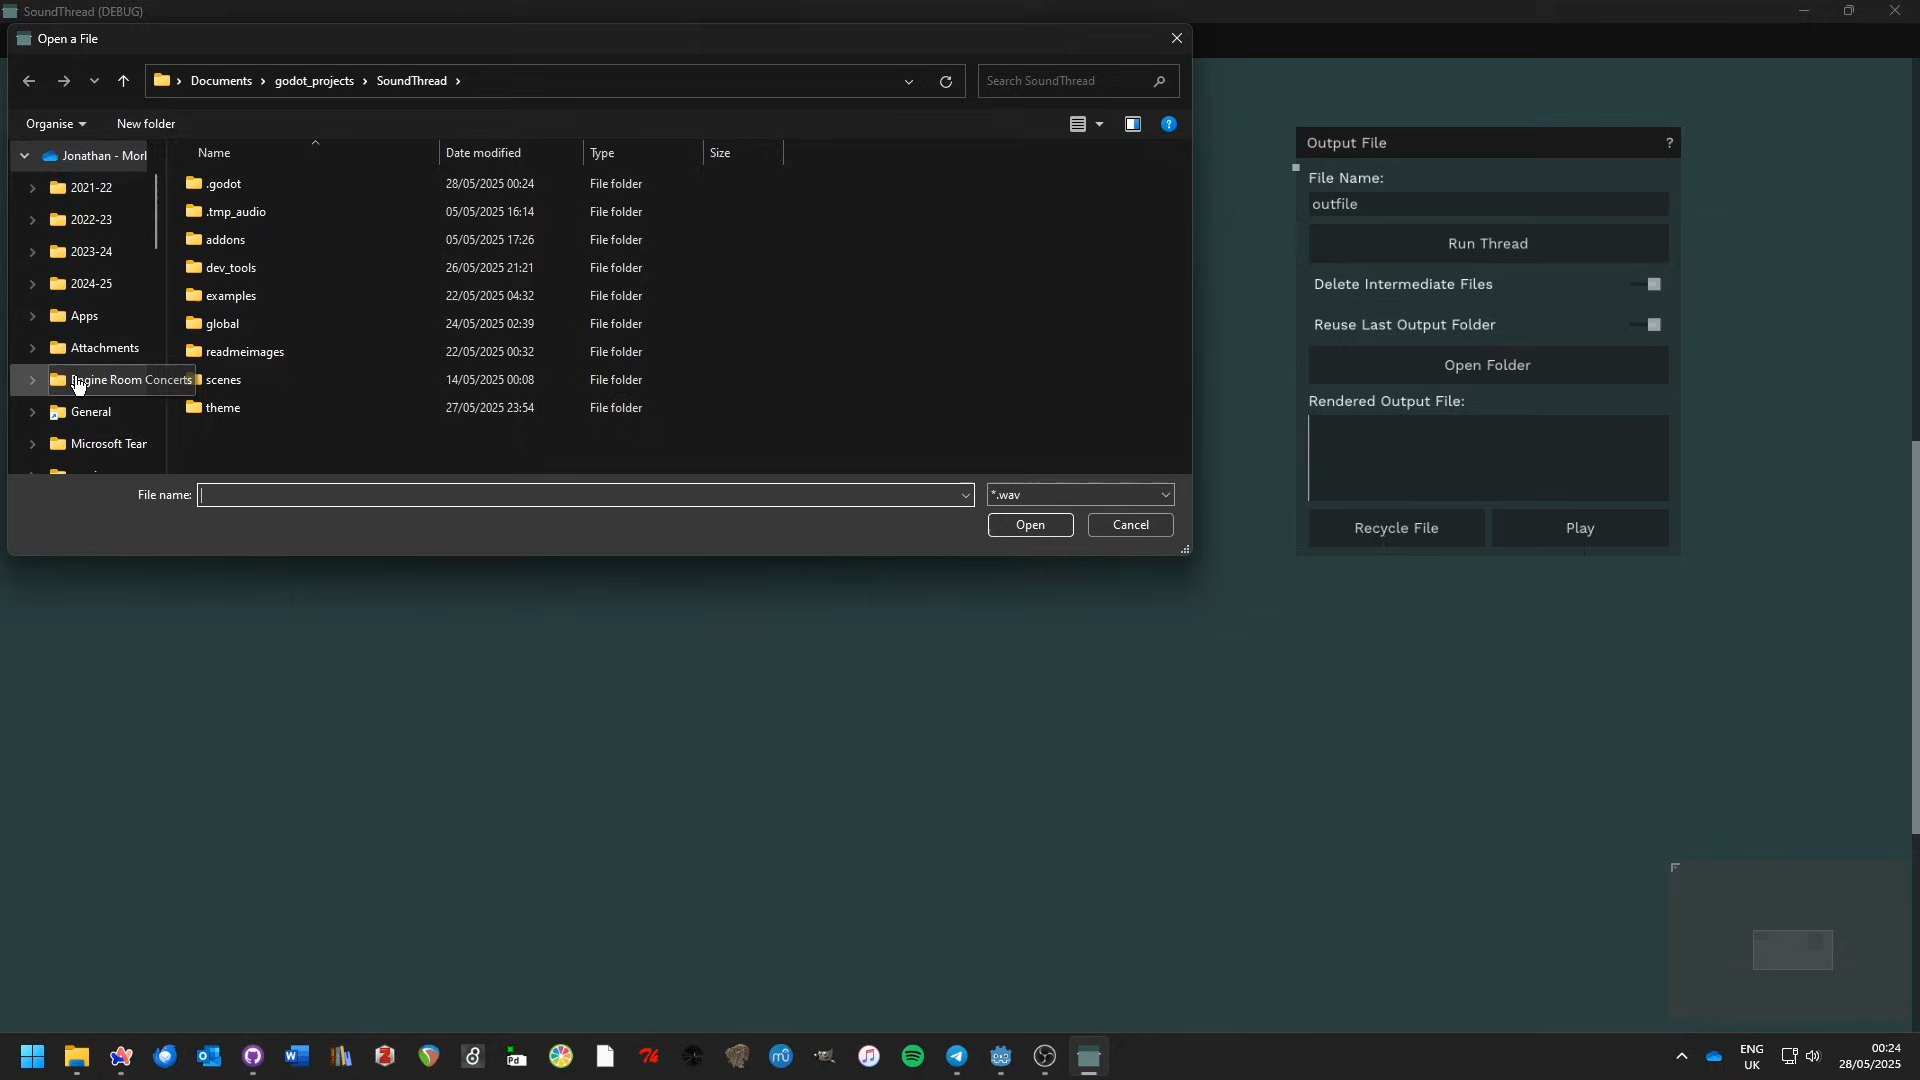 SoundThread (DEBUG)
Open a File
Documents
godot_projects
SoundThread
Search SoundThread
Organise
New folder
Jonathan - Morl
Name
Date modified
Type
Size
2021-22
.godot
28/05/2025 00:24
File folder
.tmp_audio
05/05/2025 16:14
File folder
2022-23
addons
05/05/2025 17:26
File folder
2023-24
dev_tools
26/05/2025 21:21
File folder
2024-25
examples
22/05/2025 04:32
File folder
Apps
global
24/05/2025 02:39
File folder
Attachments
readmeimages
22/05/2025 00:32
File folder
Room Concerts
scenes
14/05/2025 00:08
File folder
General
theme
27/05/2025 23:54
File folder
Microsoft Tear
File name:
*.wav
Open
Cancel
Output File
?
File Name:
outfile
Run Thread
Delete Intermediate Files
Reuse Last Output Folder
Open Folder
Rendered Output File:
Recycle File
Play
Pd
ENG
UK
00:24
28/05/2025